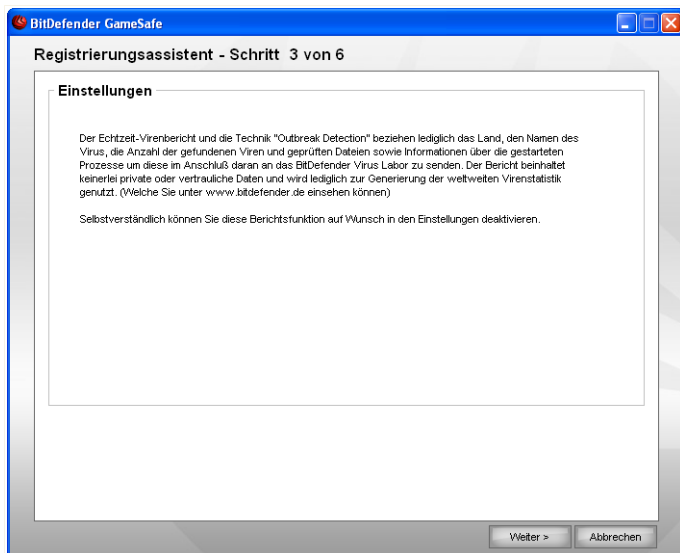 BitDefender GameSafe
Registrierungsassistent - Schritt 3 von 6
Einstellungen
Der Echtzeit-Virenbericht und die Technik "Outbreak Detection" beziehen lediglich das Land, den Namen des
Virus, die Anzahl der gefundenen Viren und geprüften Dateien sowie Informationen über die gestarteten
Prozesse um diese im Anschluß daran an das BitDefender Virus Labor zu senden. Der Bericht beinhaltet
keinerlei private oder vertrauliche Daten und wird lediglich zur Generierung der weltweiten Virenstatistik
genutzt. (Welche Sie unter www.bitdefender.de einsehen können)
Selbstverständlich können Sie diese Berichtsfunktion auf Wunsch in den Einstellungen deaktivieren.
Weiter >
Abbrechen